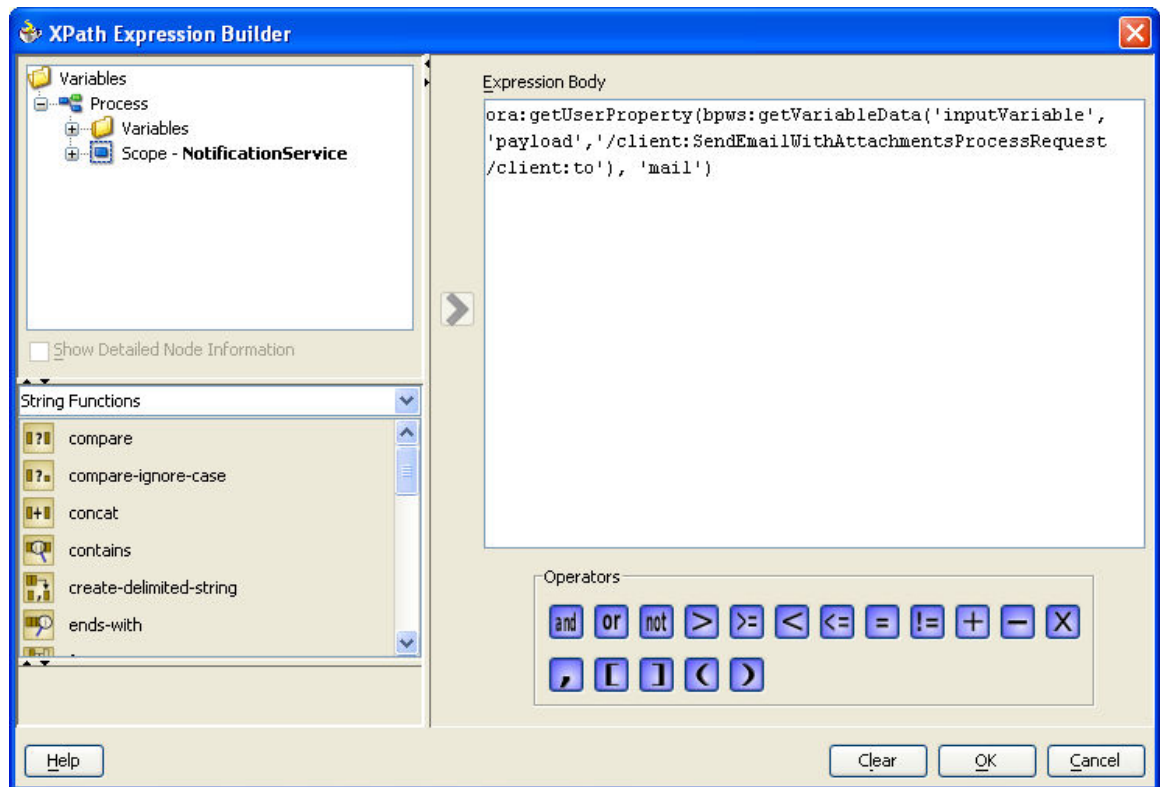 XPath Expression Builder
Variables
Process
Variables
Scope - NotificationService
Show Detailed Node Information
String Functions
compare
compare-ignore-case
concat
contains
create-delimited-string
ends-with
Expression Body
ora:getUserProperty(bpws:getVariableData('inputVariable',
'payload','/client:SendEmailWithAttachmentsProcessRequest
/client:to'), 'mail')
Operators
and or not > >= < <= = != + - X
, [ ] ( )
Help
Clear
OK
Cancel